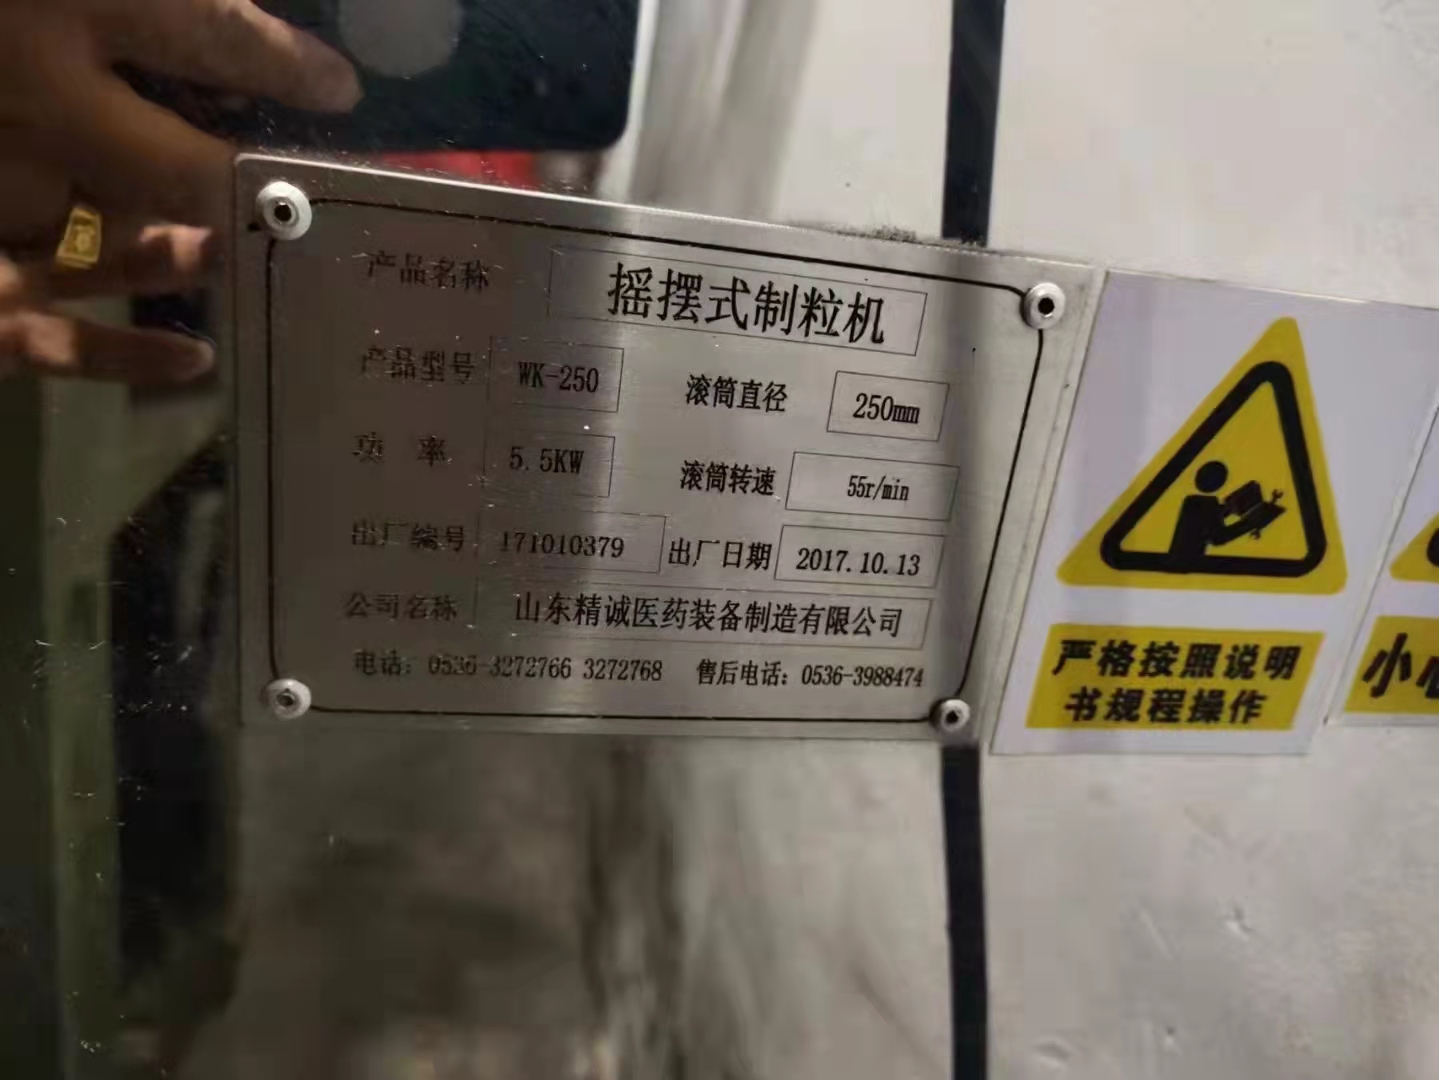 产品名称 摇摆式制粒机
产品型号 WK-250 滚筒直径 250mm
功 率 5.5KW 滚筒转速 55r/min
出厂编号 171010379 出厂日期 2017.10.13
公司名称 山东精诚医药装备制造有限公司
电话：0536-3272766 3272768 售后电话：0536-3988474
严格按照说明
书规程操作
小心